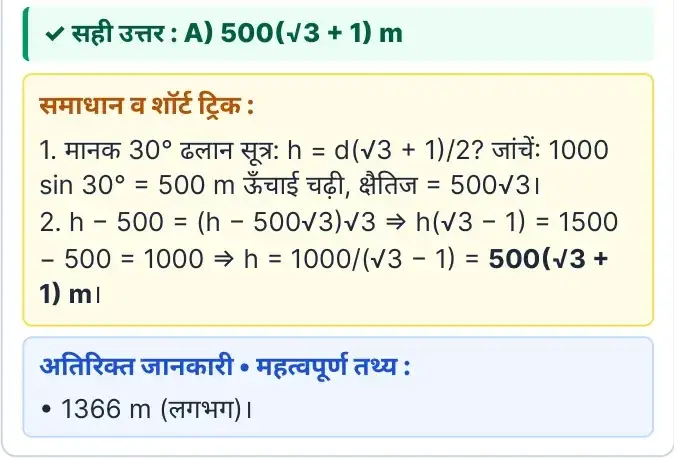 ✓ सही उत्तर : A) 500(√3 + 1) m
समाधान व शॉर्ट ट्रिक :
1. मानक 30° ढलान सूत्र: h = d(√3 + 1)/2? जांचें: 1000
sin 30° = 500 m ऊँचाई चढ़ी, क्षैतिज = 500√3।
2. h − 500 = (h − 500√3)√3 ⇒ h(√3 − 1) = 1500
− 500 = 1000 ⇒ h = 1000/(√3 − 1) = 500(√3 +
1) m।
अतिरिक्त जानकारी • महत्वपूर्ण तथ्य :
• 1366 m (लगभग)।